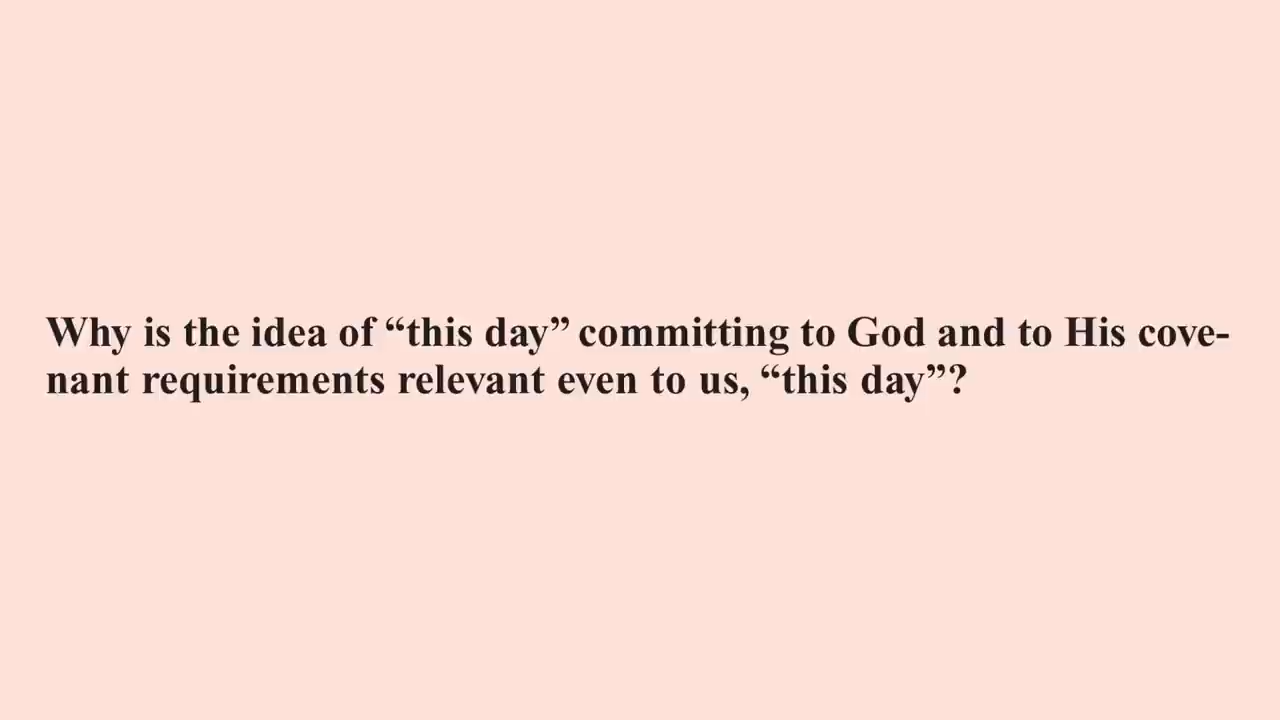 Why is the idea of “this day” committing to God and to His cove-
nant requirements relevant even to us, “this day”?